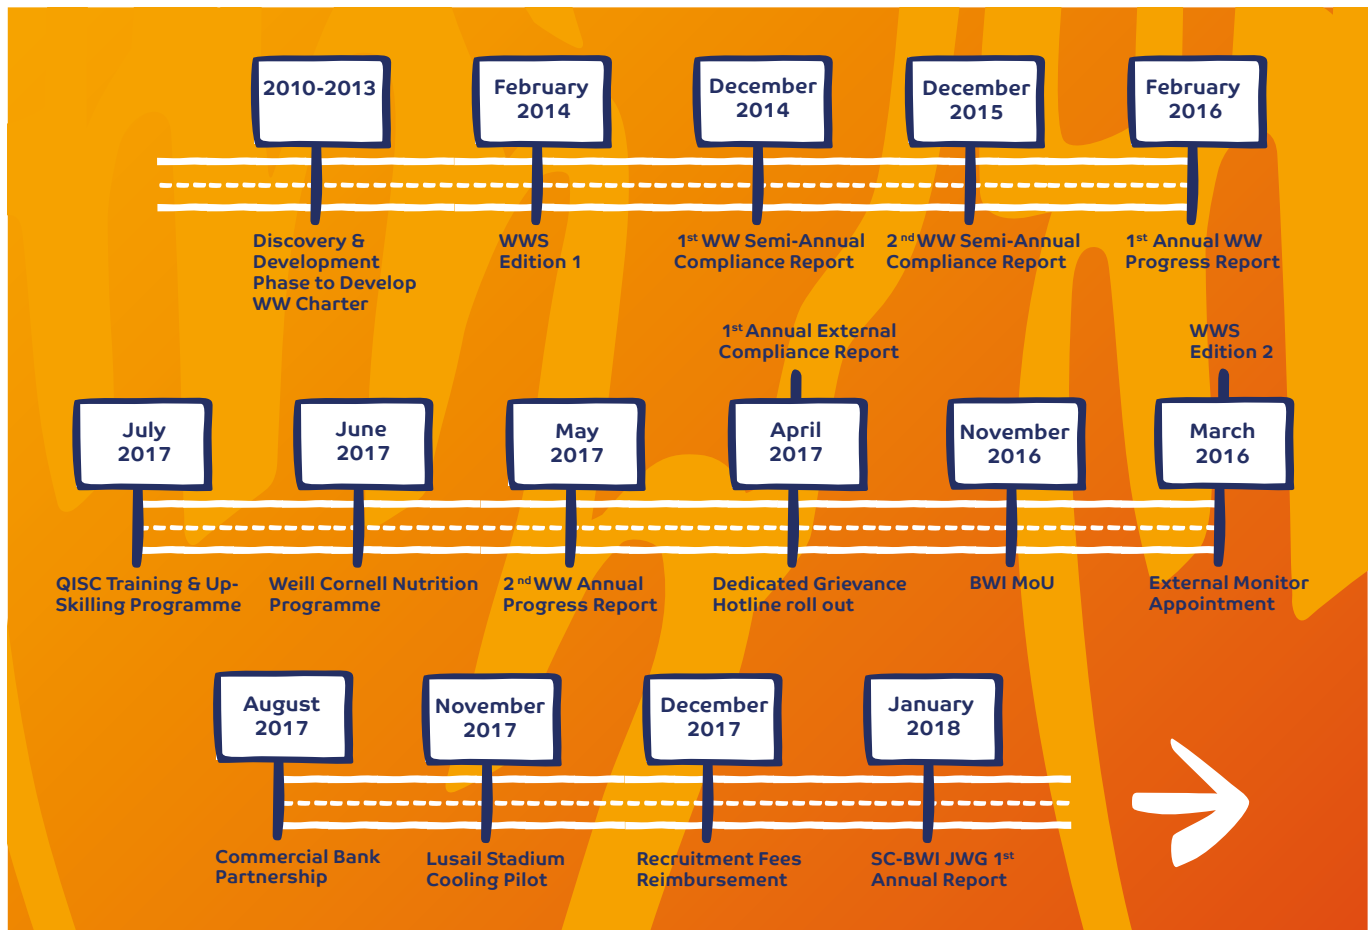 2010-2013
Discovery &
Development
Phase to Develop
WW Charter
February
2014
WWS
Edition 1
December
2014
1st WW Semi-Annual
Compliance Report
December
2015
2nd WW Semi-Annual
Compliance Report
February
2016
1st Annual WW
Progress Report
WWS
Edition 2
March
2016
External Monitor
Appointment
November
2016
BWI MoU
1st Annual External
Compliance Report
April
2017
Dedicated Grievance
Hotline roll out
May
2017
2nd WW Annual
Progress Report
June
2017
Weill Cornell Nutrition
Programme
July
2017
QISC Training & Up-
Skilling Programme
August
2017
Commercial Bank
Partnership
November
2017
Lusail Stadium
Cooling Pilot
December
2017
Recruitment Fees
Reimbursement
January
2018
SC-BWI JWG 1st
Annual Report